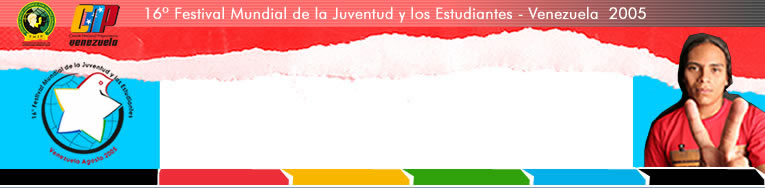 16º Festival Mundial de la Juventud y los Estudiantes - Venezuela 2005
CIP
venezuela
16º Festival Mundial de la Juventud y los Estudiantes
Venezuela Agosto 2005